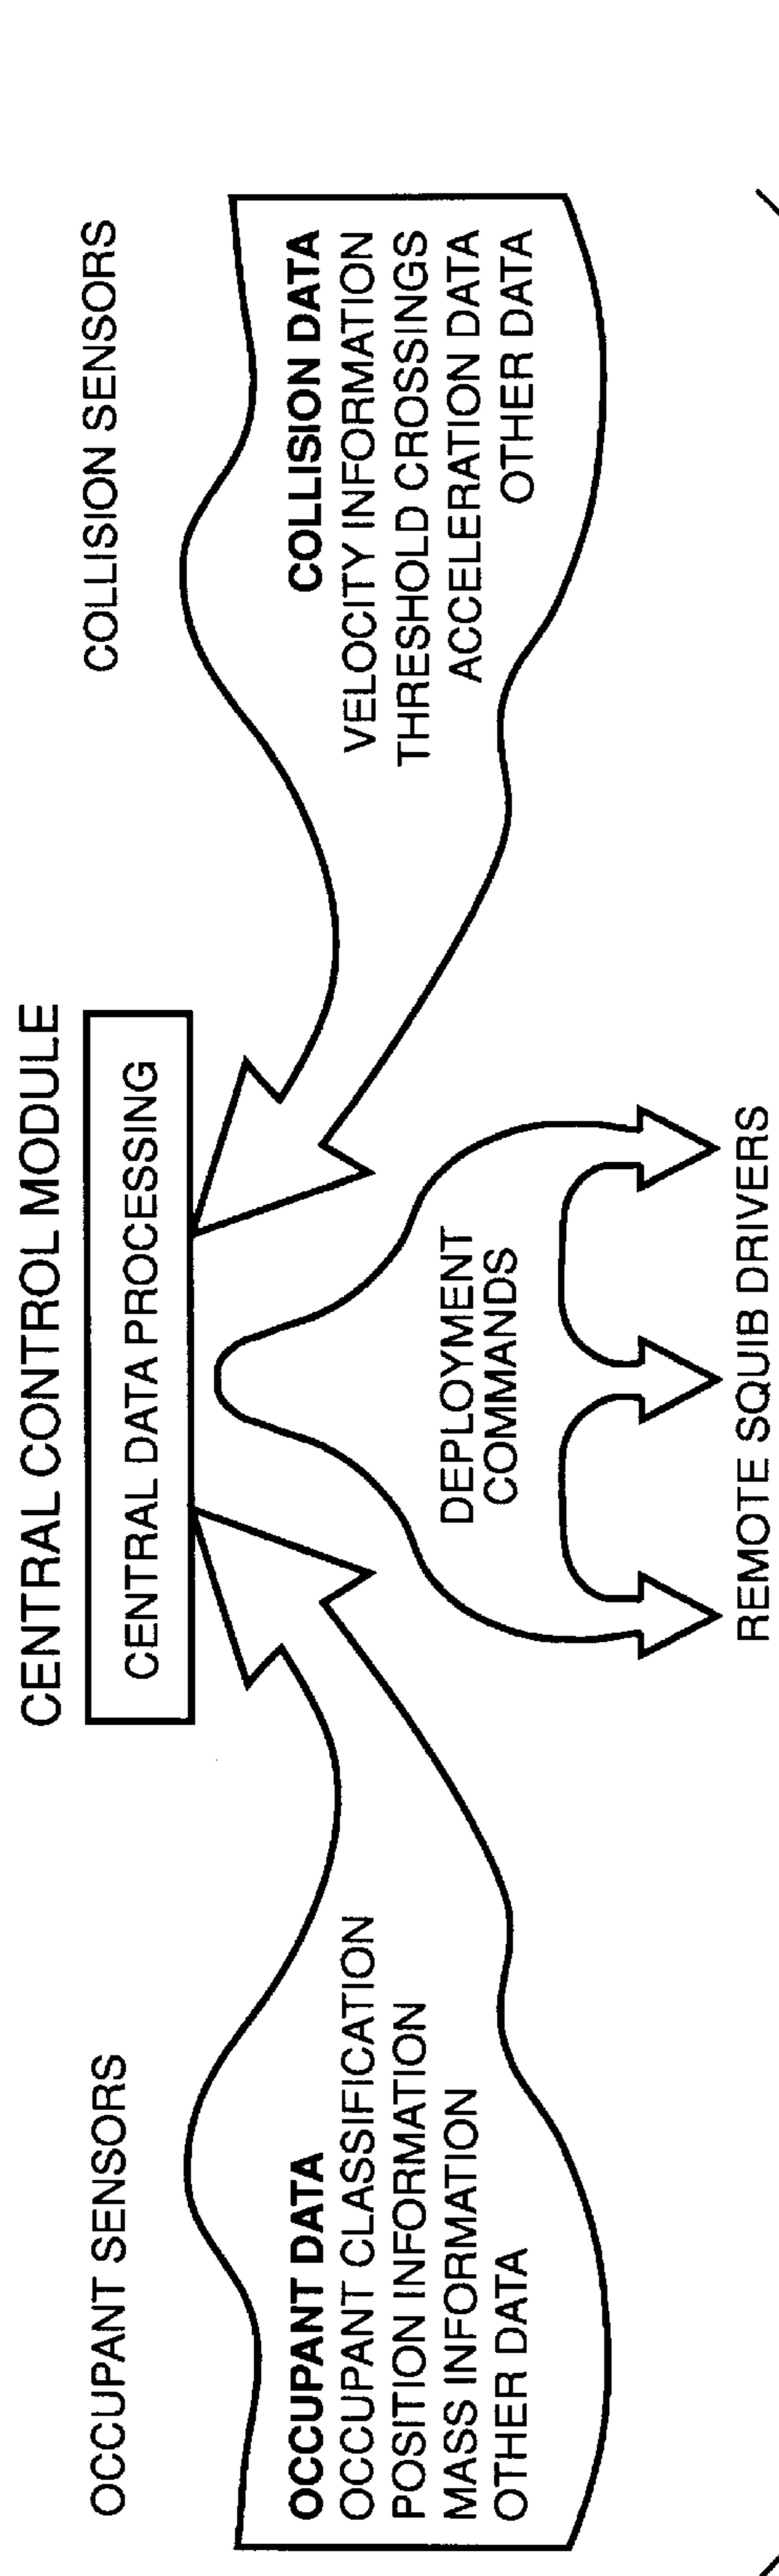 CENTRAL CONTROL MODULE
CENTRAL DATA PROCESSING
OCCUPANT SENSORS
OCCUPANT DATA
OCCUPANT CLASSIFICATION
POSITION INFORMATION
MASS INFORMATION
OTHER DATA
COLLISION SENSORS
COLLISION DATA
VELOCITY INFORMATION
THRESHOLD CROSSINGS
ACCELERATION DATA
OTHER DATA
DEPLOYMENT
COMMANDS
REMOTE SQUIB DRIVERS